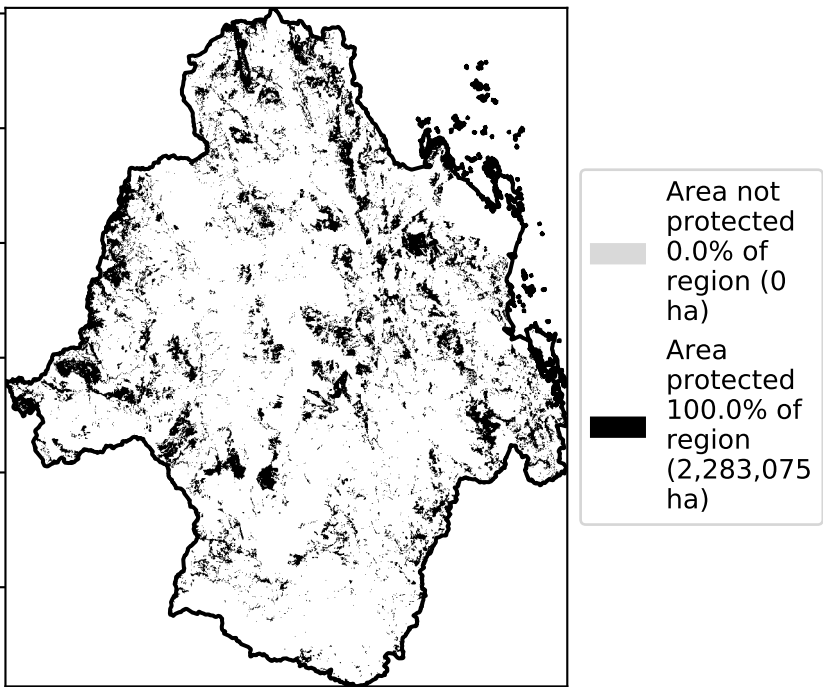 Area not
protected
0.0% of
region (0
ha)
Area
protected
100.0% of
region
(2,283,075
ha)